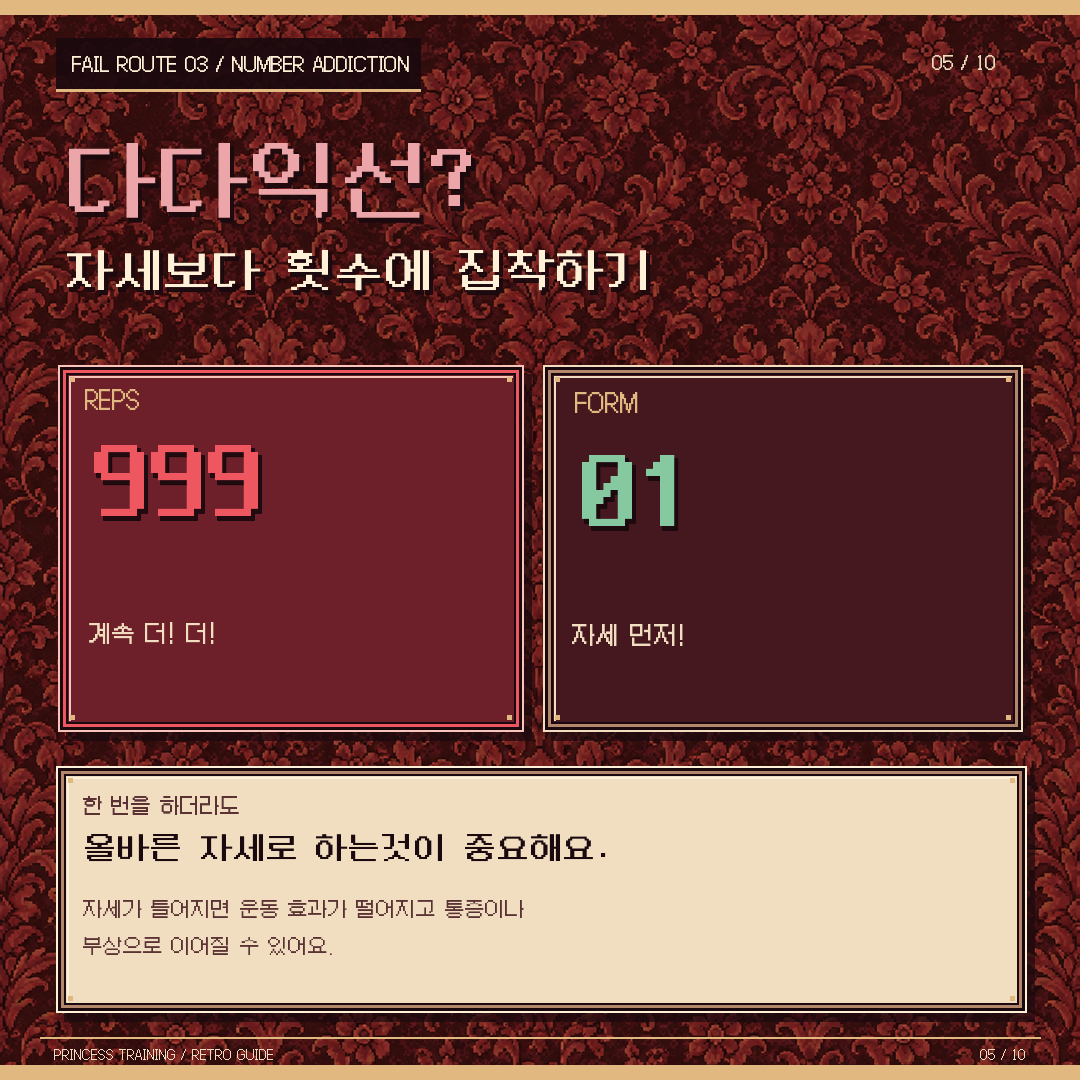 FAIL ROUTE 03 / NUMBER ADDICTION
05 / 10
다다익선?
자세보다 횟수에 집착하기
REPS
999
계속 더! 더!
FORM
01
자세 먼저!
한 번을 하더라도
올바른 자세로 하는것이 중요해요.
자세가 틀어지면 운동 효과가 떨어지고 통증이나
부상으로 이어질 수 있어요.
PRINCESS TRAINING / RETRO GUIDE
05 / 10